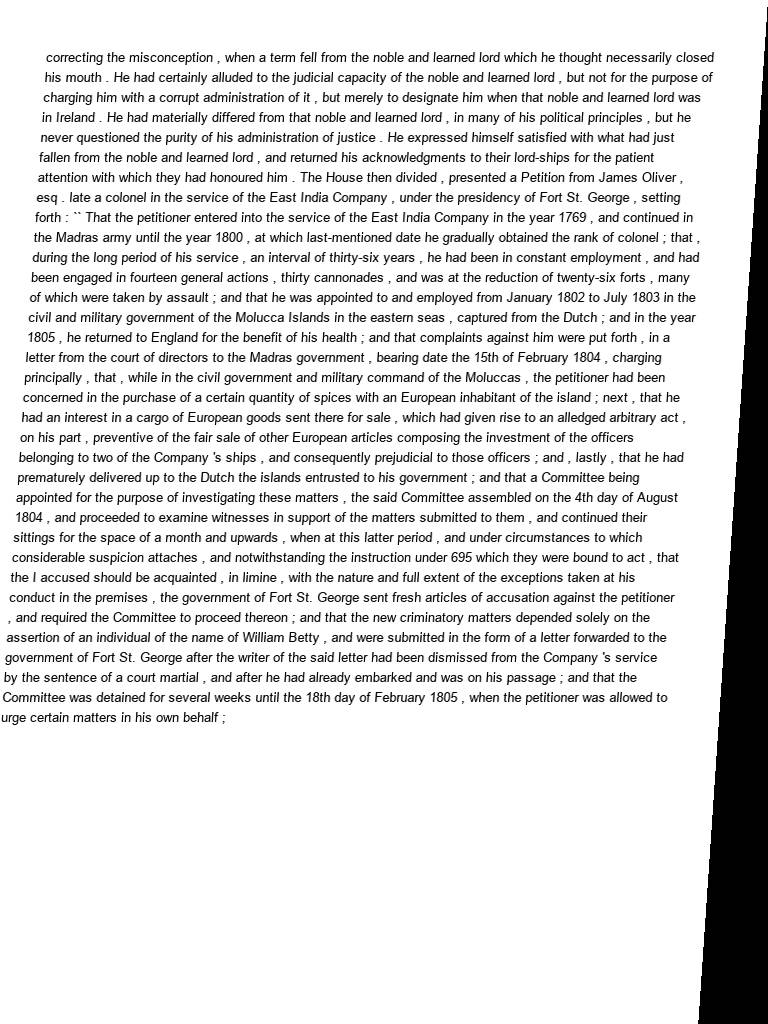 correcting the misconception , when a term fell from the noble and learned lord which he thought necessarily closed
his mouth . He had certainly alluded to the judicial capacity of the noble and learned lord , but not for the purpose of
charging him with a corrupt administration of it , but merely to designate him when that noble and learned lord was
in Ireland . He had materially differed from that noble and learned lord , in many of his political principles , but he
never questioned the purity of his administration of justice . He expressed himself satisfied with what had just
fallen from the noble and learned lord , and returned his acknowledgments to their lord-ships for the patient
attention with which they had honoured him . The House then divided , presented a Petition from James Oliver ,
esq . late a colonel in the service of the East India Company , under the presidency of Fort St. George , setting
forth : `` That the petitioner entered into the service of the East India Company in the year 1769 , and continued in
the Madras army until the year 1800 , at which last-mentioned date he gradually obtained the rank of colonel ; that ,
during the long period of his service , an interval of thirty-six years , he had been in constant employment , and had
been engaged in fourteen general actions , thirty cannonades , and was at the reduction of twenty-six forts , many
of which were taken by assault ; and that he was appointed to and employed from January 1802 to July 1803 in the
civil and military government of the Molucca Islands in the eastern seas , captured from the Dutch ; and in the year
1805 , he returned to England for the benefit of his health ; and that complaints against him were put forth , in a
letter from the court of directors to the Madras government , bearing date the 15th of February 1804 , charging
principally , that , while in the civil government and military command of the Moluccas , the petitioner had been
concerned in the purchase of a certain quantity of spices with an European inhabitant of the island ; next , that he
had an interest in a cargo of European goods sent there for sale , which had given rise to an alledged arbitrary act ,
on his part , preventive of the fair sale of other European articles composing the investment of the officers
belonging to two of the Company 's ships , and consequently prejudicial to those officers ; and , lastly , that he had
prematurely delivered up to the Dutch the islands entrusted to his government ; and that a Committee being
appointed for the purpose of investigating these matters , the said Committee assembled on the 4th day of August
1804 , and proceeded to examine witnesses in support of the matters submitted to them , and continued their
sittings for the space of a month and upwards , when at this latter period , and under circumstances to which
considerable suspicion attaches , and notwithstanding the instruction under 695 which they were bound to act , that
the I accused should be acquainted , in limine , with the nature and full extent of the exceptions taken at his
conduct in the premises , the government of Fort St. George sent fresh articles of accusation against the petitioner
, and required the Committee to proceed thereon ; and that the new criminatory matters depended solely on the
assertion of an individual of the name of William Betty , and were submitted in the form of a letter forwarded to the
government of Fort St. George after the writer of the said letter had been dismissed from the Company 's service
by the sentence of a court martial , and after he had already embarked and was on his passage ; and that the
Committee was detained for several weeks until the 18th day of February 1805 , when the petitioner was allowed to
urge certain matters in his own behalf ;